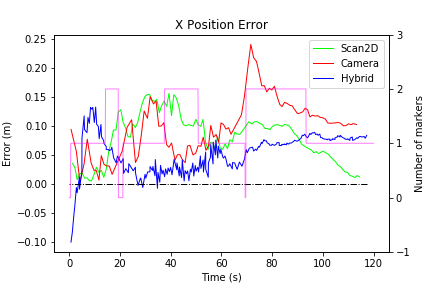 X Position Error
Scan2D
Camera
Hybrid
Error (m)
0.25
0.20
0.15
0.10
0.05
0.00
−0.05
−0.10
3
2
1
0
−1
Number of markers
0 20 40 60 80 100 120
Time (s)